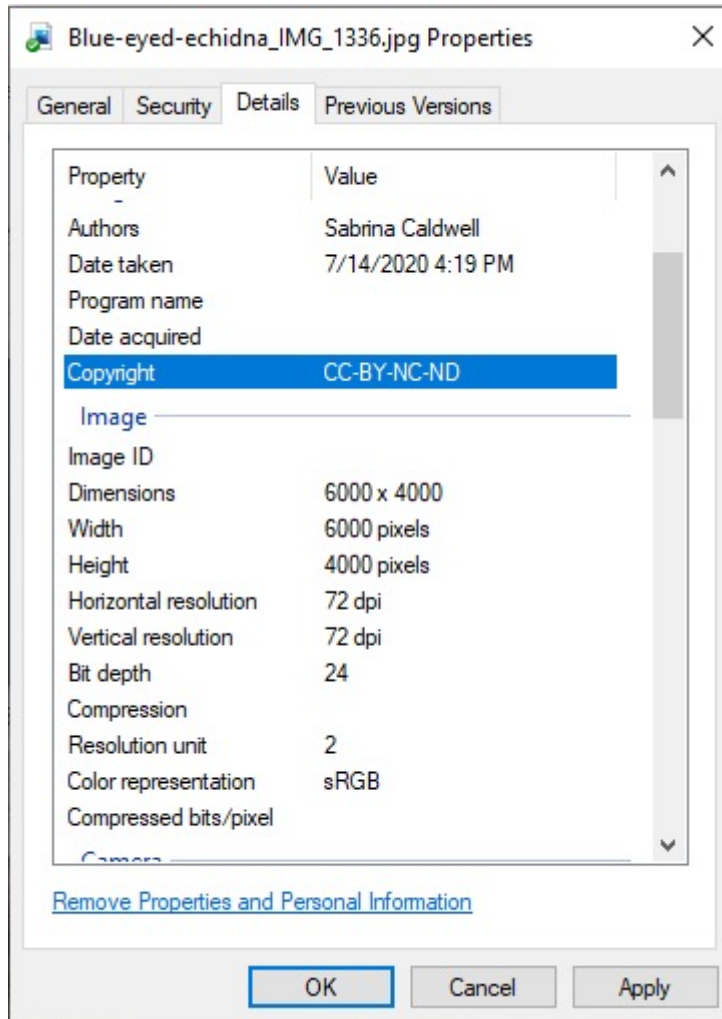 Blue-eyed-echidna_IMG_1336.jpg Properties
General Security Details Previous Versions
Property Value
Authors Sabrina Caldwell
Date taken 7/14/2020 4:19 PM
Program name
Date acquired
Copyright CC-BY-NC-ND
Image
Image ID
Dimensions 6000 x 4000
Width 6000 pixels
Height 4000 pixels
Horizontal resolution 72 dpi
Vertical resolution 72 dpi
Bit depth 24
Compression
Resolution unit 2
Color representation sRGB
Compressed bits/pixel
Camera
Remove Properties and Personal Information
OK Cancel Apply